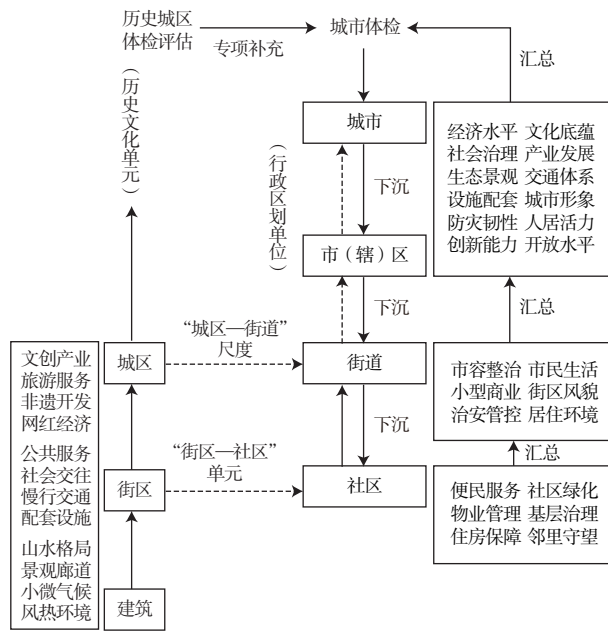 历史城区
体检评估
专项补充
城市体检
汇总
（历史文化单元）
（行政区划单位）
城市
下沉
市（辖）区
下沉
“城区—街道”
尺度
城区
街道
下沉
“街区—社区”
单元
街区
社区
建筑
文创产业
旅游服务
非遗开发
网红经济
公共服务
社会交往
慢行交通
配套设施
山水格局
景观廊道
小微气候
风热环境
经济水平 文化底蕴
社会治理 产业发展
生态景观 交通体系
设施配套 城市形象
防灾韧性 人居活力
创新能力 开放水平
汇总
市容整治 市民生活
小型商业 街区风貌
治安管控 居住环境
汇总
便民服务 社区绿化
物业管理 基层治理
住房保障 邻里守望